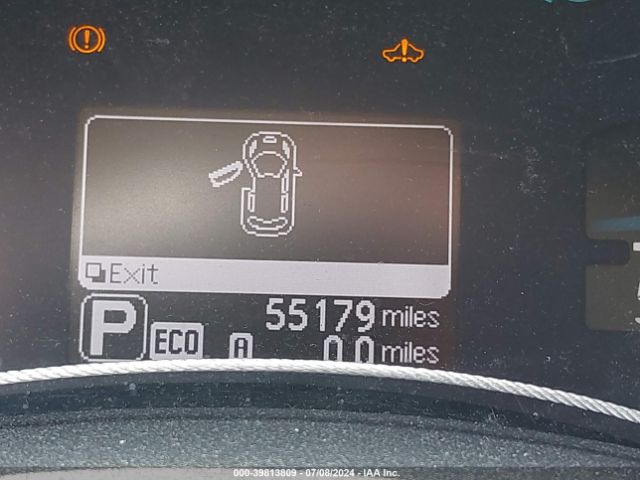 Exit
P
ECO
55179 miles
A 0.0 miles
000-39813809 - 07/08/2024 - IAA Inc.